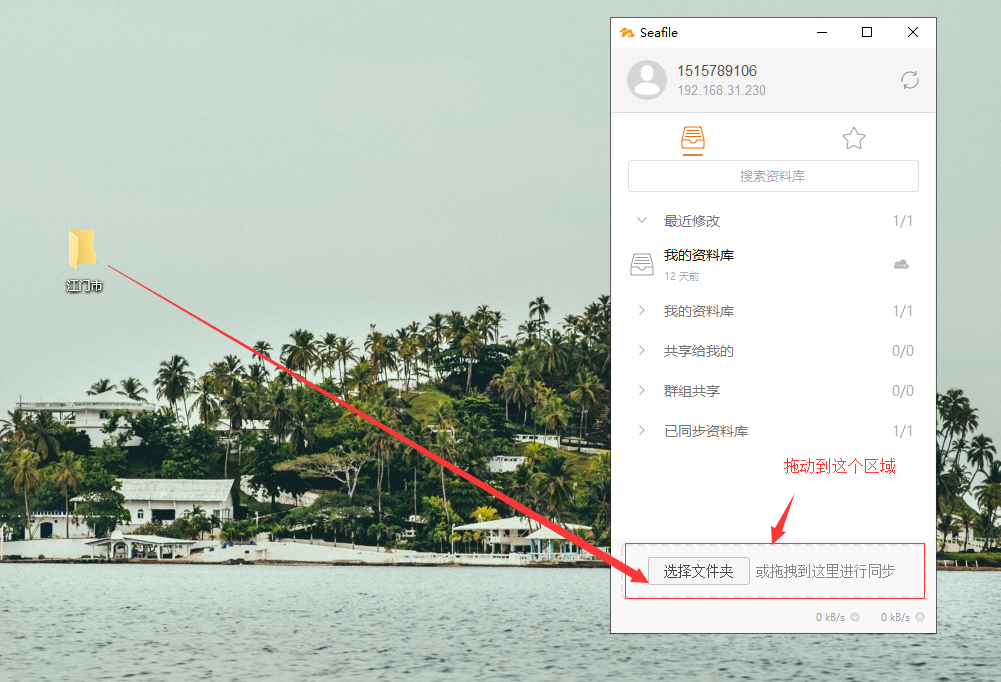 Seafile
1515789106
192.168.31.230
搜索资料库
最近修改 1/1
我的资料库
12 天前
我的资料库 1/1
共享给我的 0/0
群组共享 0/0
已同步资料库 1/1
江门市
拖动到这个区域
选择文件夹 或拖拽到这里进行同步
0 kB/s 0 kB/s